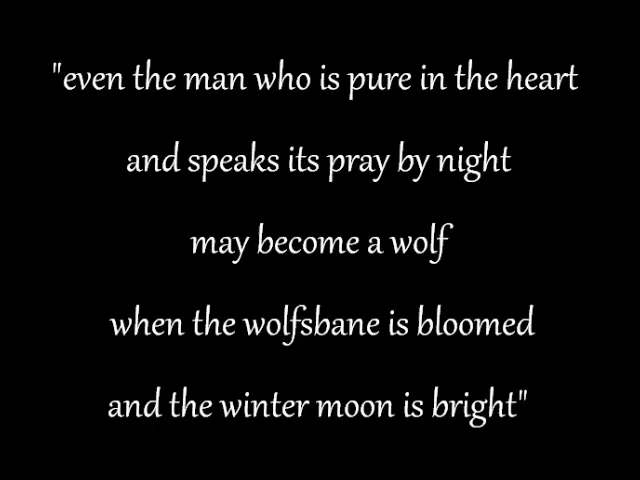 "even the man who is pure in the heart
and speaks its pray by night
may become a wolf
when the wolfsbane is bloomed
and the winter moon is bright"